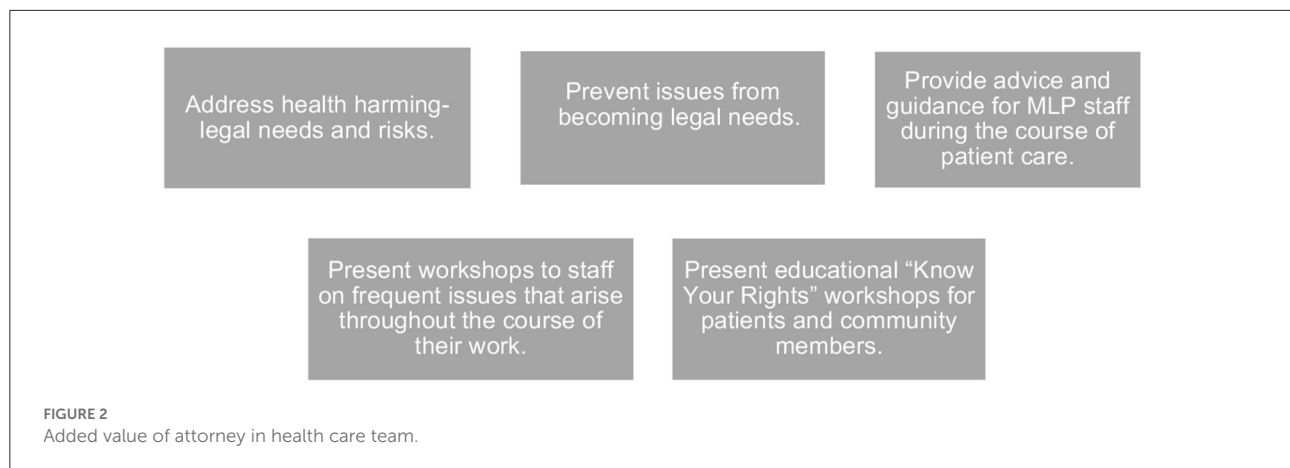 Address health harming-
legal needs and risks.
Prevent issues from
becoming legal needs.
Provide advice and
guidance for MLP staff
during the course of
patient care.
Present workshops to staff
on frequent issues that arise
throughout the course of
their work.
Present educational “Know
Your Rights” workshops for
patients and community
members.
FIGURE 2
Added value of attorney in health care team.